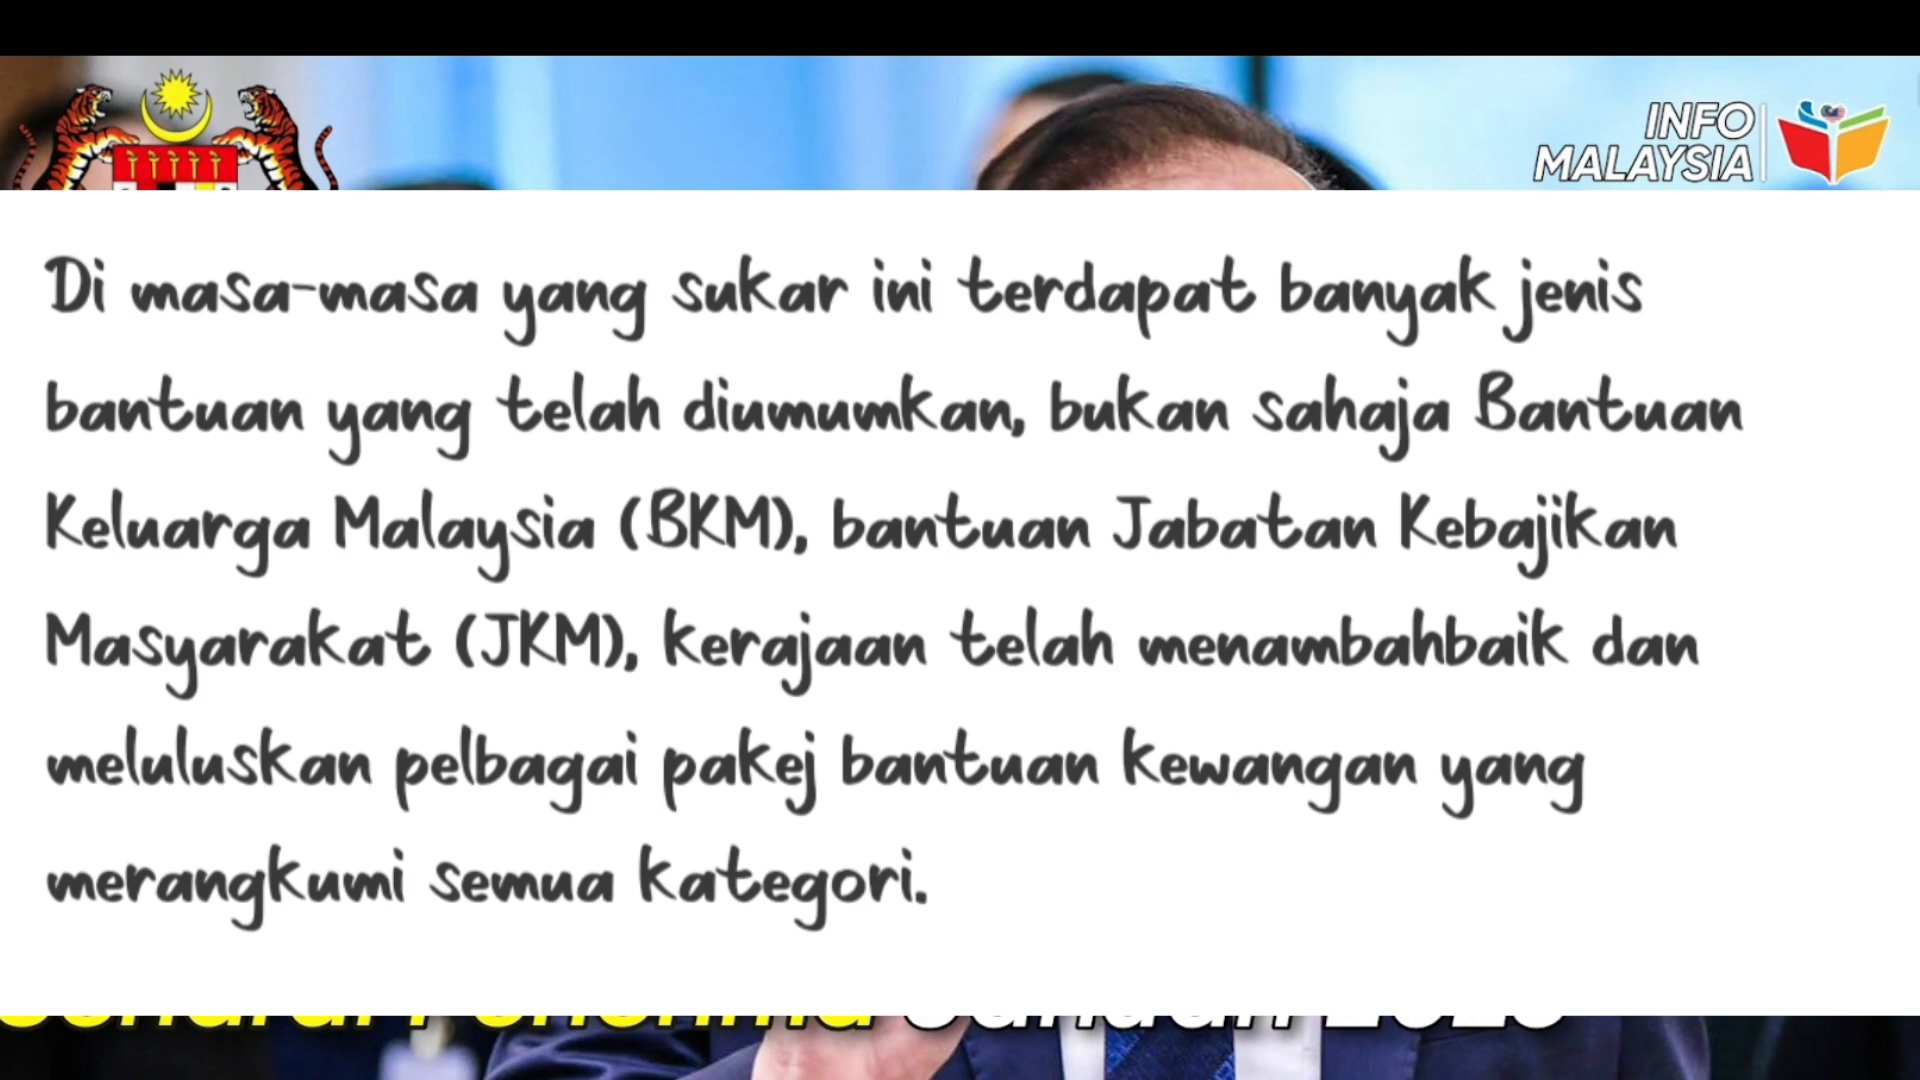 INFO
MALAYSIA
Di masa-masa yang sukar ini terdapat banyak jenis
bantuan yang telah diumumkan, bukan sahaja Bantuan
Keluarga Malaysia (BKM), bantuan Jabatan Kebajikan
Masyarakat (JKM), kerajaan telah menambahbaik dan
meluluskan pelbagai pakej bantuan kewangan yang
merangkumi semua kategori.